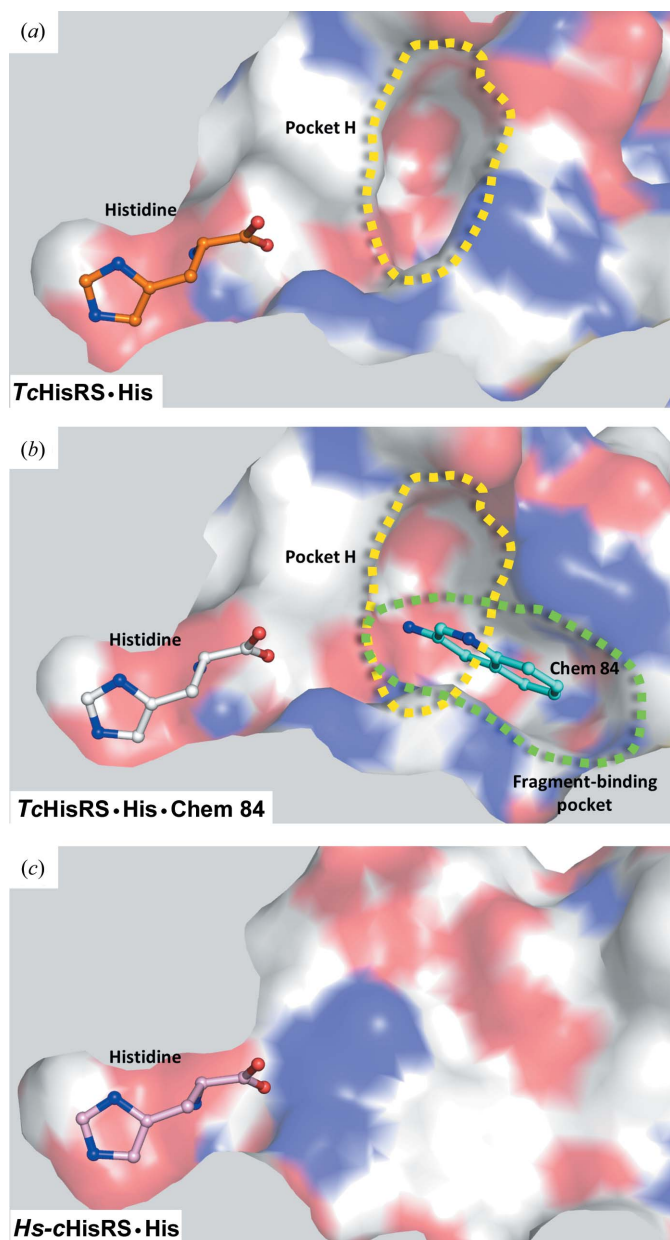 (a)
Pocket H
Histidine
TcHisRS•His
(b)
Pocket H
Histidine
Chem 84
Fragment-binding
pocket
TcHisRS•His•Chem 84
(c)
Histidine
Hs-cHisRS•His